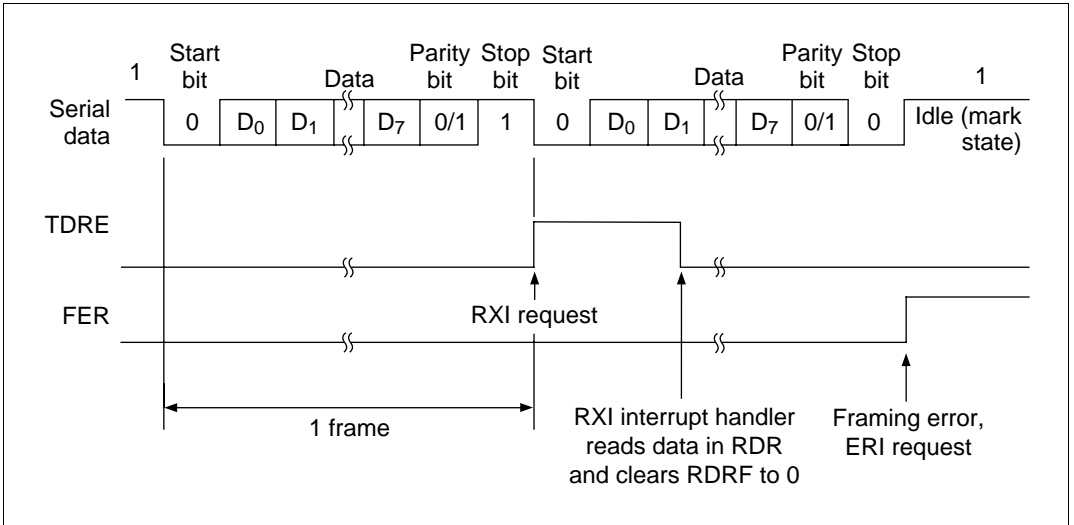 1
Start bit
Data
Parity bit
Stop bit
Start bit
Data
Parity bit
Stop bit
1
Serial data
0
D0
D1
D7
0/1
1
0
D0
D1
D7
0/1
0
Idle (mark state)
TDRE
FER
RXI request
1 frame
RXI interrupt handler
reads data in RDR
and clears RDRF to 0
Framing error,
ERI request